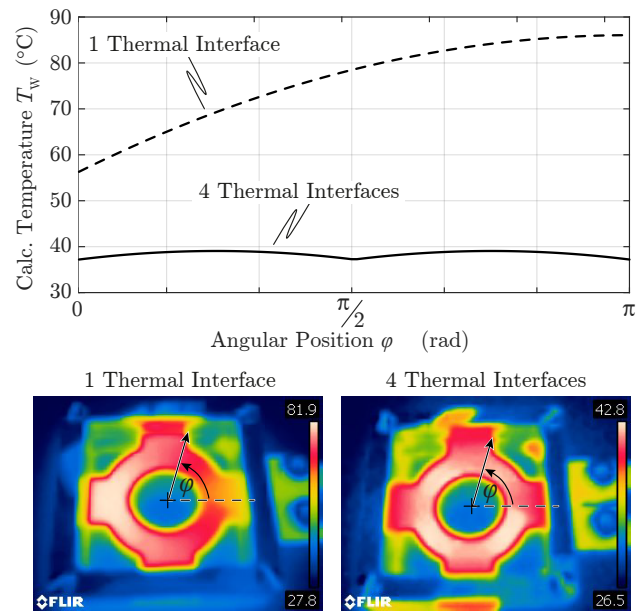 90
80
70
60
50
40
30
Calc. Temperature T_W (°C)
1 Thermal Interface
4 Thermal Interfaces
0
π/2
π
Angular Position φ (rad)
1 Thermal Interface
4 Thermal Interfaces
81.9
φ
27.8
FLIR
42.8
φ
26.5
FLIR